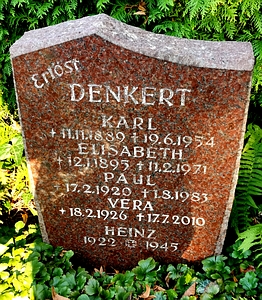 Erlöst
DENKERT
KARL
+ 11.11.1889 + 19.6.1954
ELISABETH
+ 12.1.1895 + 11.2.1971
PAUL
17.2.1920 + 1.8.1983
VERA
+ 18.2.1926 + 17.7.2010
HEINZ
1922 1945